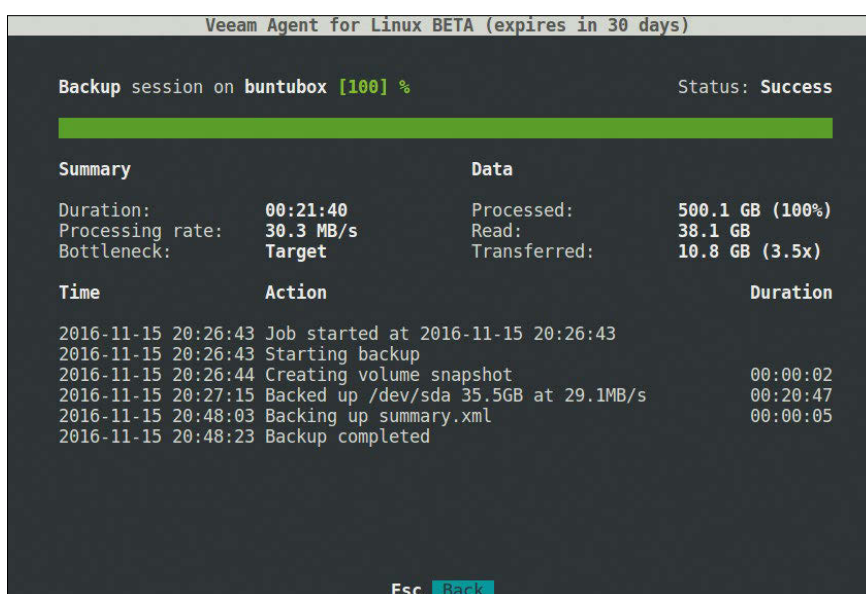 Veeam Agent for Linux BETA (expires in 30 days)
Backup session on buntubox [100] % Status: Success
Summary Data
Duration: 00:21:40 Processed: 500.1 GB (100%)
Processing rate: 30.3 MB/s Read: 38.1 GB
Bottleneck: Target Transferred: 10.8 GB (3.5x)
Time Action Duration
2016-11-15 20:26:43 Job started at 2016-11-15 20:26:43
2016-11-15 20:26:43 Starting backup
2016-11-15 20:26:44 Creating volume snapshot 00:00:02
2016-11-15 20:27:15 Backed up /dev/sda 35.5GB at 29.1MB/s 00:20:47
2016-11-15 20:48:03 Backing up summary.xml 00:00:05
2016-11-15 20:48:23 Backup completed
Esc Back